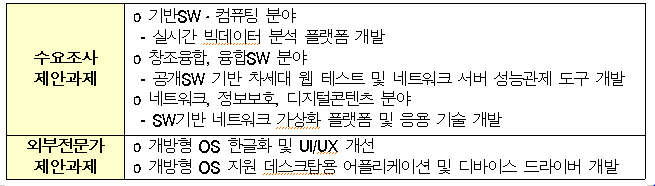 수요조사
제안과제
o 기반SW·컴퓨팅 분야
- 실시간 빅데이터 분석 플랫폼 개발
o 창조융합, 융합SW 분야
- 공개SW 기반 차세대 웹 테스트 및 네트워크 서버 성능관제 도구 개발
o 네트워크, 정보보호, 디지털콘텐츠 분야
- SW기반 네트워크 가상화 플랫폼 및 응용 기술 개발
외부전문가
제안과제
o 개방형 OS 한글화 및 UI/UX 개선
o 개방형 OS 지원 데스크탑용 어플리케이션 및 디바이스 드라이버 개발